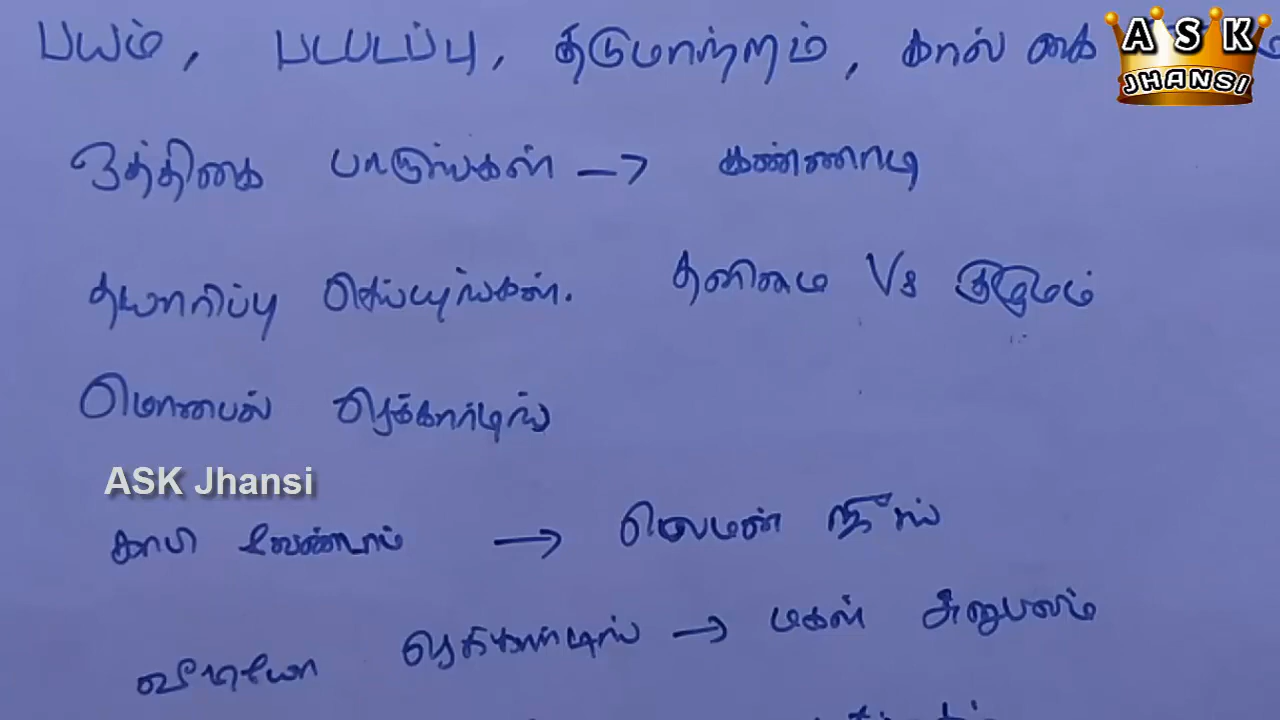 பயம், படபடப்பு, தடுமாற்றம், கால் கை
ASK
JHANSI
ஒத்திகை பாருங்கள் → கண்ணாடி
தயாரிப்பு செய்யுங்கள். தனிமை Vs குழுமம்
மொபைல் ரெக்கார்டிங்
ASK Jhansi
காபி வேண்டாம் → லெமன் ஜூஸ்
வீடியோ ரெக்கார்டிங் → மகள் அனுபவம்